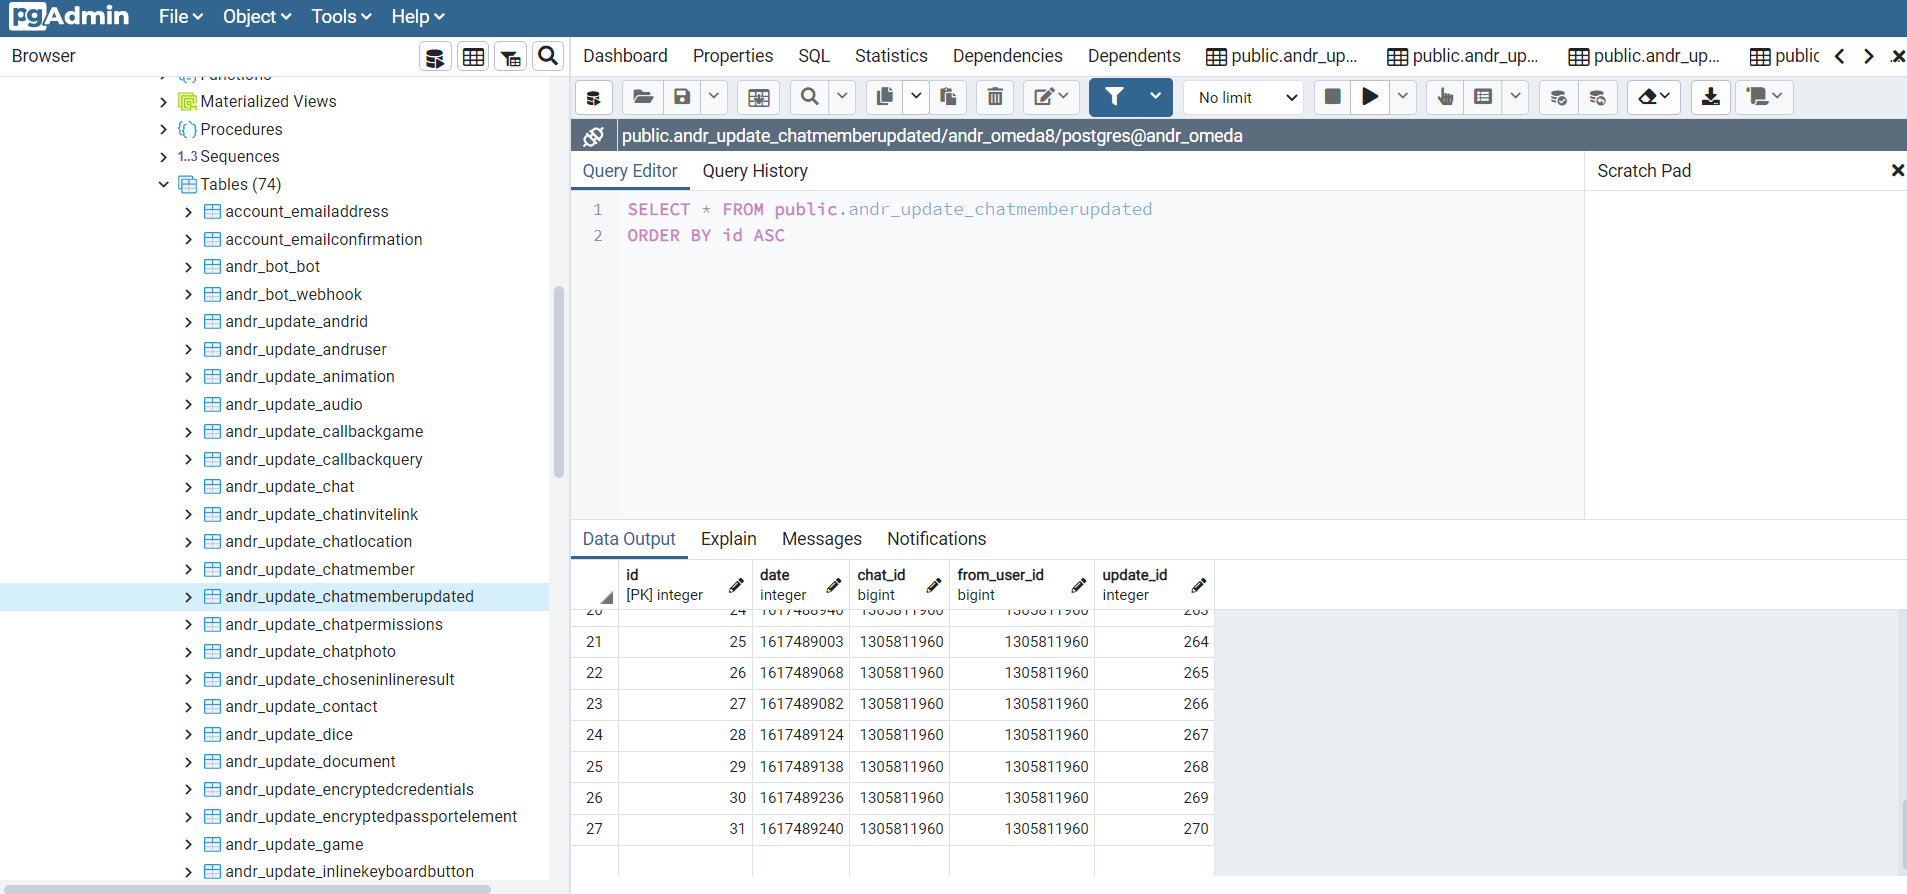 pgAdmin File Object Tools Help
Browser
Dashboard Properties SQL Statistics Dependencies Dependents public.andr_up... public.andr_up... public.andr_up... public
No limit
public.andr_update_chatmemberupdated/andr_omeda8/postgres@andr_omeda
Functions
Materialized Views
Procedures
1..3 Sequences
Tables (74)
account_emailaddress
account_emailconfirmation
andr_bot_bot
andr_bot_webhook
andr_update_andrid
andr_update_andruser
andr_update_animation
andr_update_audio
andr_update_callbackgame
andr_update_callbackquery
andr_update_chat
andr_update_chatinvitelink
andr_update_chatlocation
andr_update_chatmember
andr_update_chatmemberupdated
andr_update_chatpermissions
andr_update_chatphoto
andr_update_choseninlineresult
andr_update_contact
andr_update_dice
andr_update_document
andr_update_encryptedcredentials
andr_update_encryptedpassportelement
andr_update_game
andr_update_inlinekeyboardbutton
Query Editor Query History
Scratch Pad
1 SELECT * FROM public.andr_update_chatmemberupdated
2 ORDER BY id ASC
Data Output Explain Messages Notifications
id date chat_id from_user_id update_id
[PK] integer integer bigint bigint integer
20 24 1617488940 1305811960 1305811960 263
21 25 1617489003 1305811960 1305811960 264
22 26 1617489068 1305811960 1305811960 265
23 27 1617489082 1305811960 1305811960 266
24 28 1617489124 1305811960 1305811960 267
25 29 1617489138 1305811960 1305811960 268
26 30 1617489236 1305811960 1305811960 269
27 31 1617489240 1305811960 1305811960 270